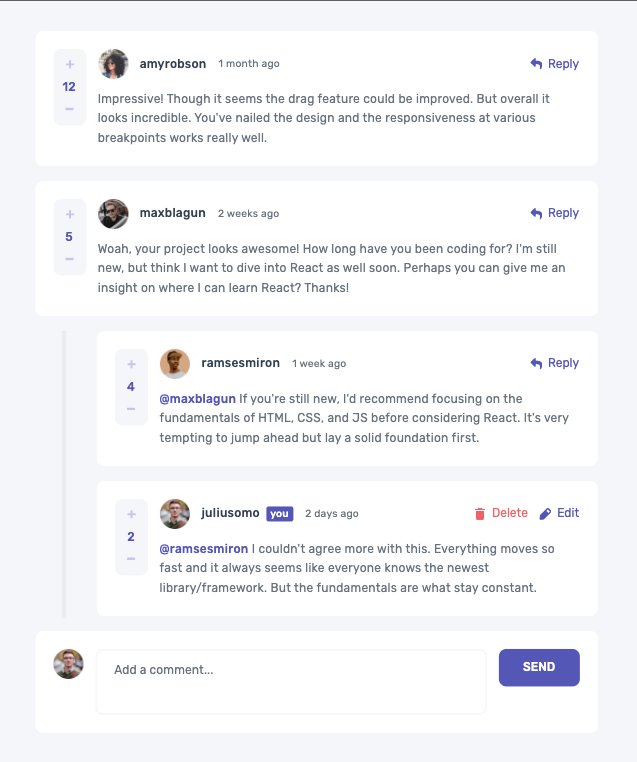 +
12
−
amyrobson 1 month ago Reply
Impressive! Though it seems the drag feature could be improved. But overall it
looks incredible. You've nailed the design and the responsiveness at various
breakpoints works really well.
+
5
−
maxblagun 2 weeks ago Reply
Woah, your project looks awesome! How long have you been coding for? I'm still
new, but think I want to dive into React as well soon. Perhaps you can give me an
insight on where I can learn React? Thanks!
+
4
−
ramsesmiron 1 week ago Reply
@maxblagun If you're still new, I'd recommend focusing on the
fundamentals of HTML, CSS, and JS before considering React. It's very
tempting to jump ahead but lay a solid foundation first.
+
2
−
juliusomo you 2 days ago Delete Edit
@ramsesmiron I couldn't agree more with this. Everything moves so
fast and it always seems like everyone knows the newest
library/framework. But the fundamentals are what stay constant.
Add a comment... SEND